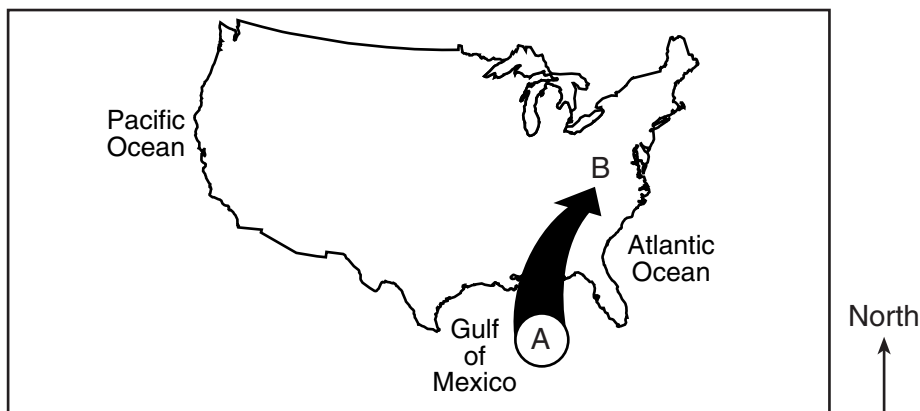 Pacific
Ocean
B
Atlantic
Ocean
Gulf
of
Mexico
A
North